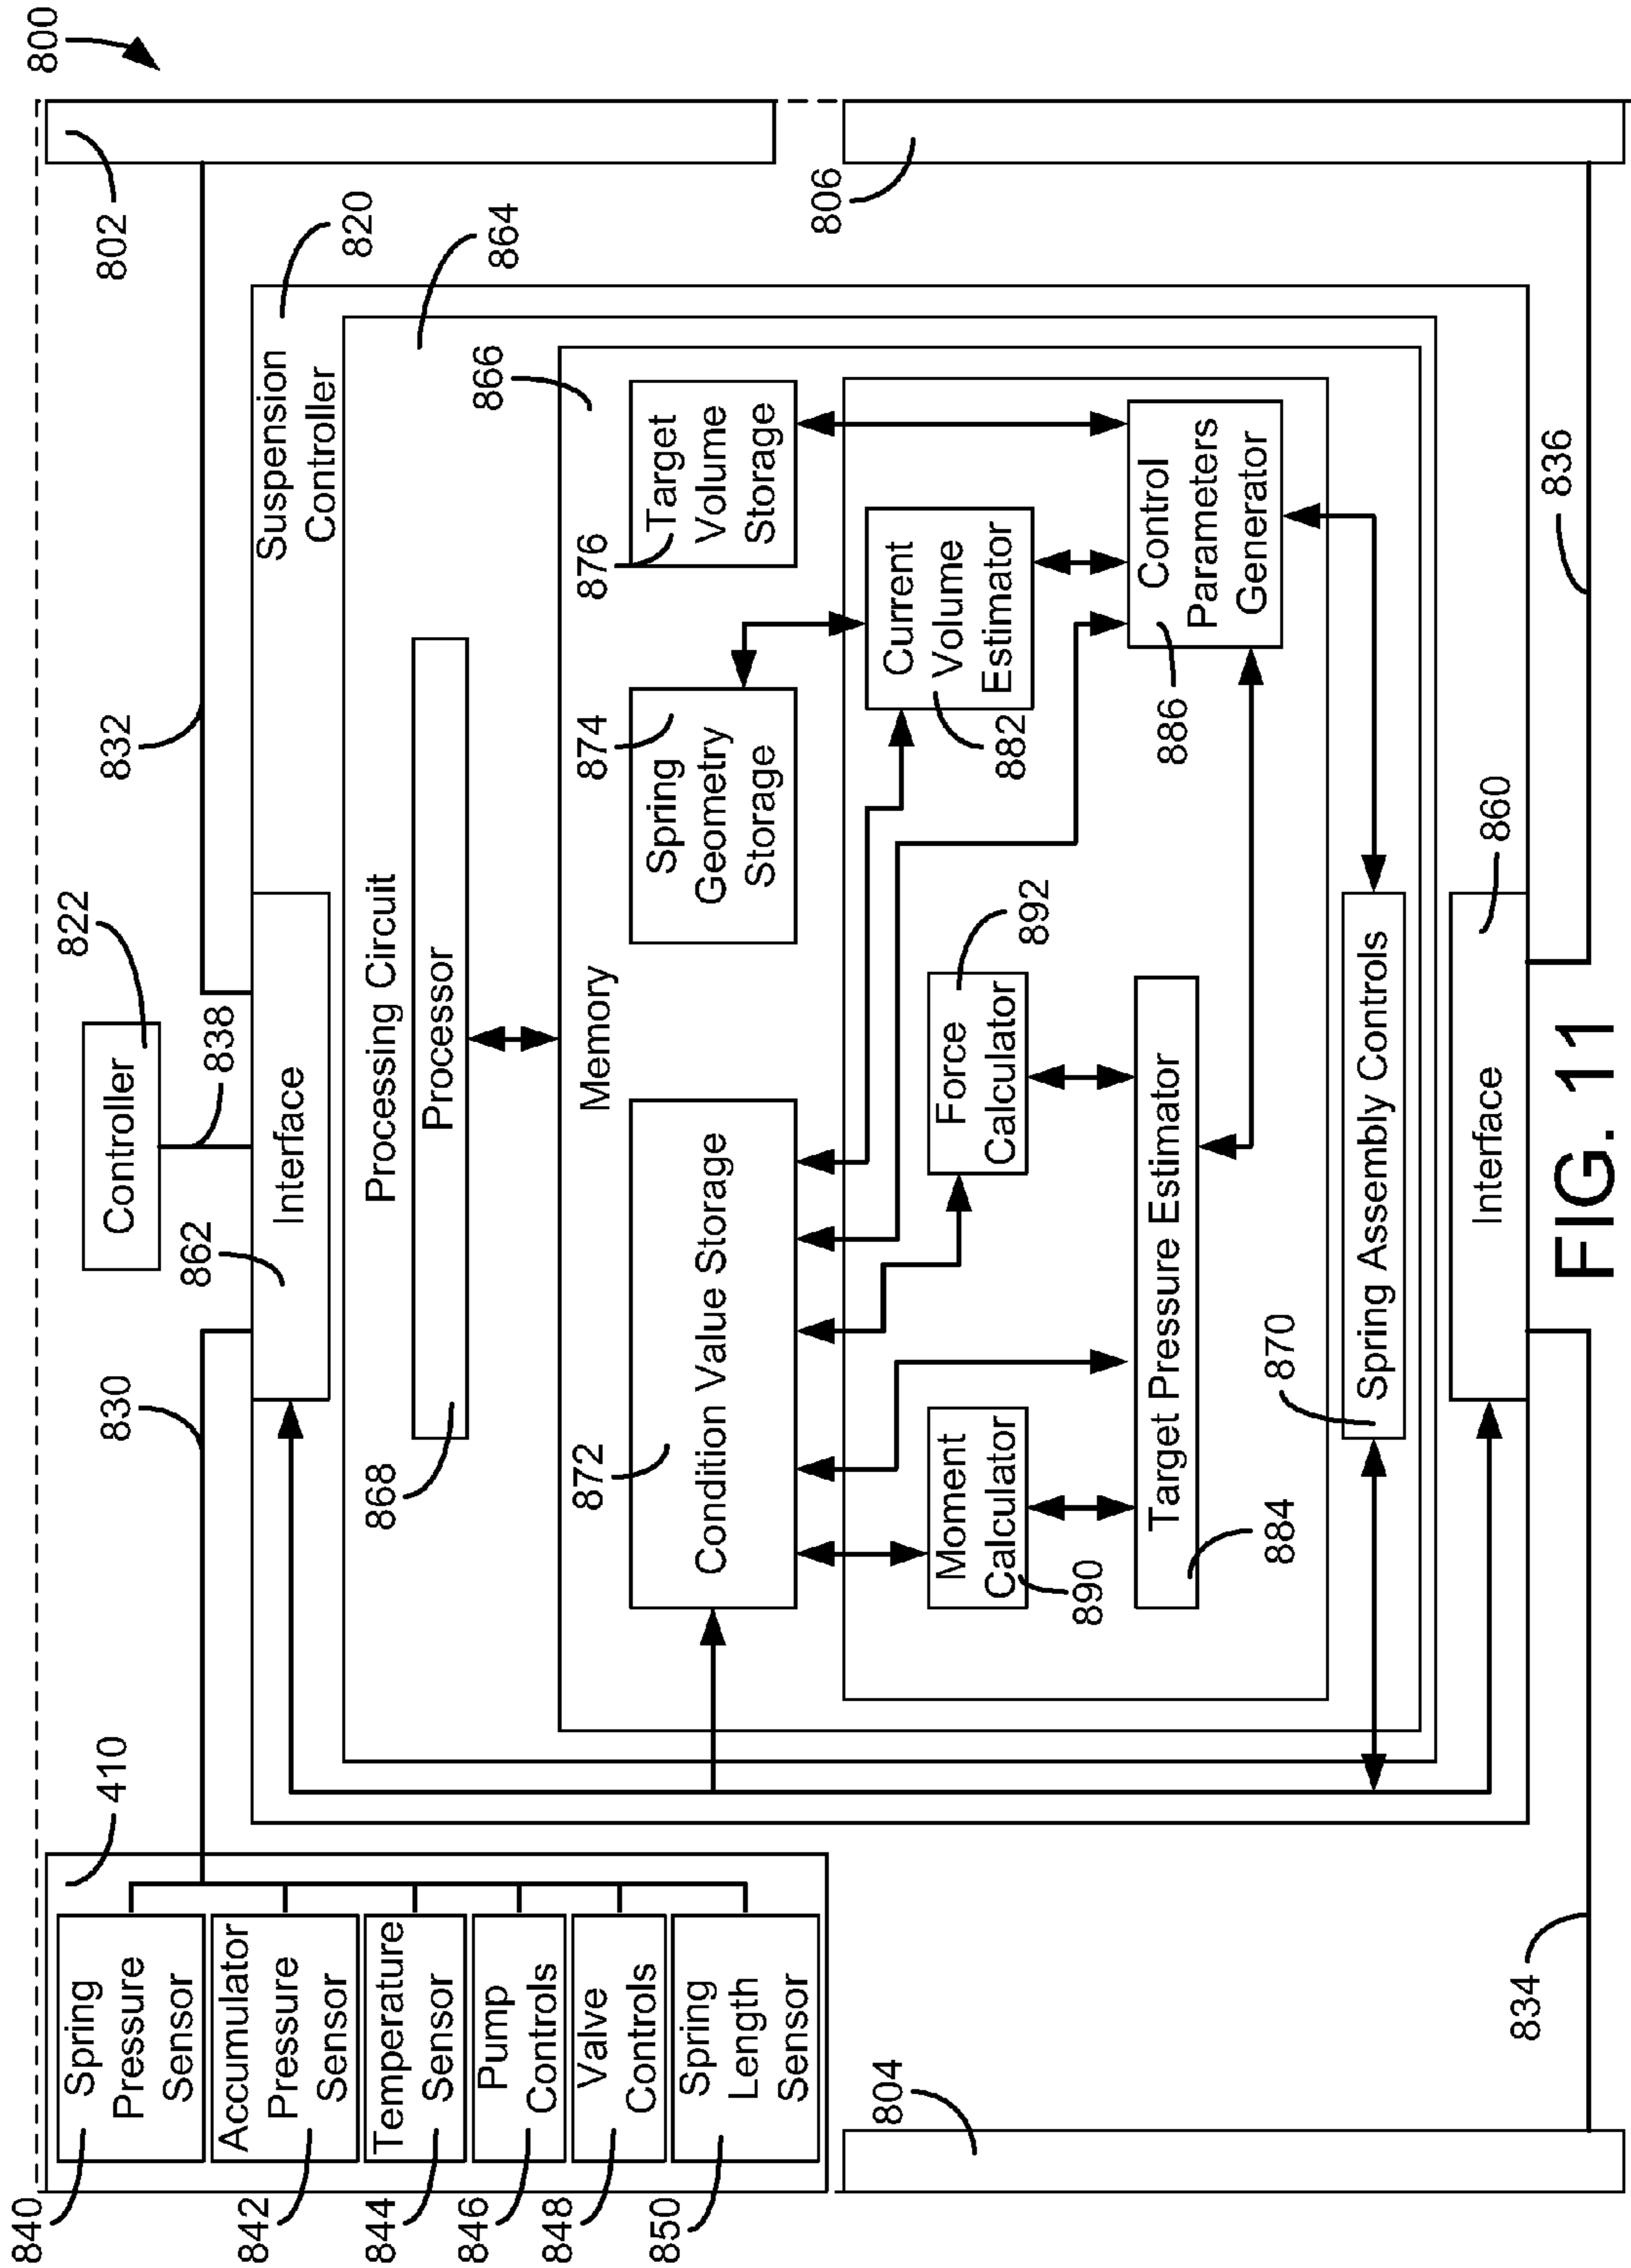 800
410
830
822
832
802
Controller
838
862
Interface
Suspension
Controller
820
840
Spring
Pressure
Sensor
842
Accumulator
Pressure
Sensor
844
Temperature
Sensor
846
Pump
Controls
848
Valve
Controls
850
Spring
Length
Sensor
Processing Circuit
864
868
Processor
866
Memory
872
Condition Value Storage
874
Spring
Geometry
Storage
876
Target
Volume
Storage
806
Moment
Calculator
890
Force
Calculator
892
Current
Volume
Estimator
882
Target Pressure Estimator
884
Control
Parameters
Generator
886
870
Spring Assembly Controls
804
860
Interface
834
836
FIG. 11